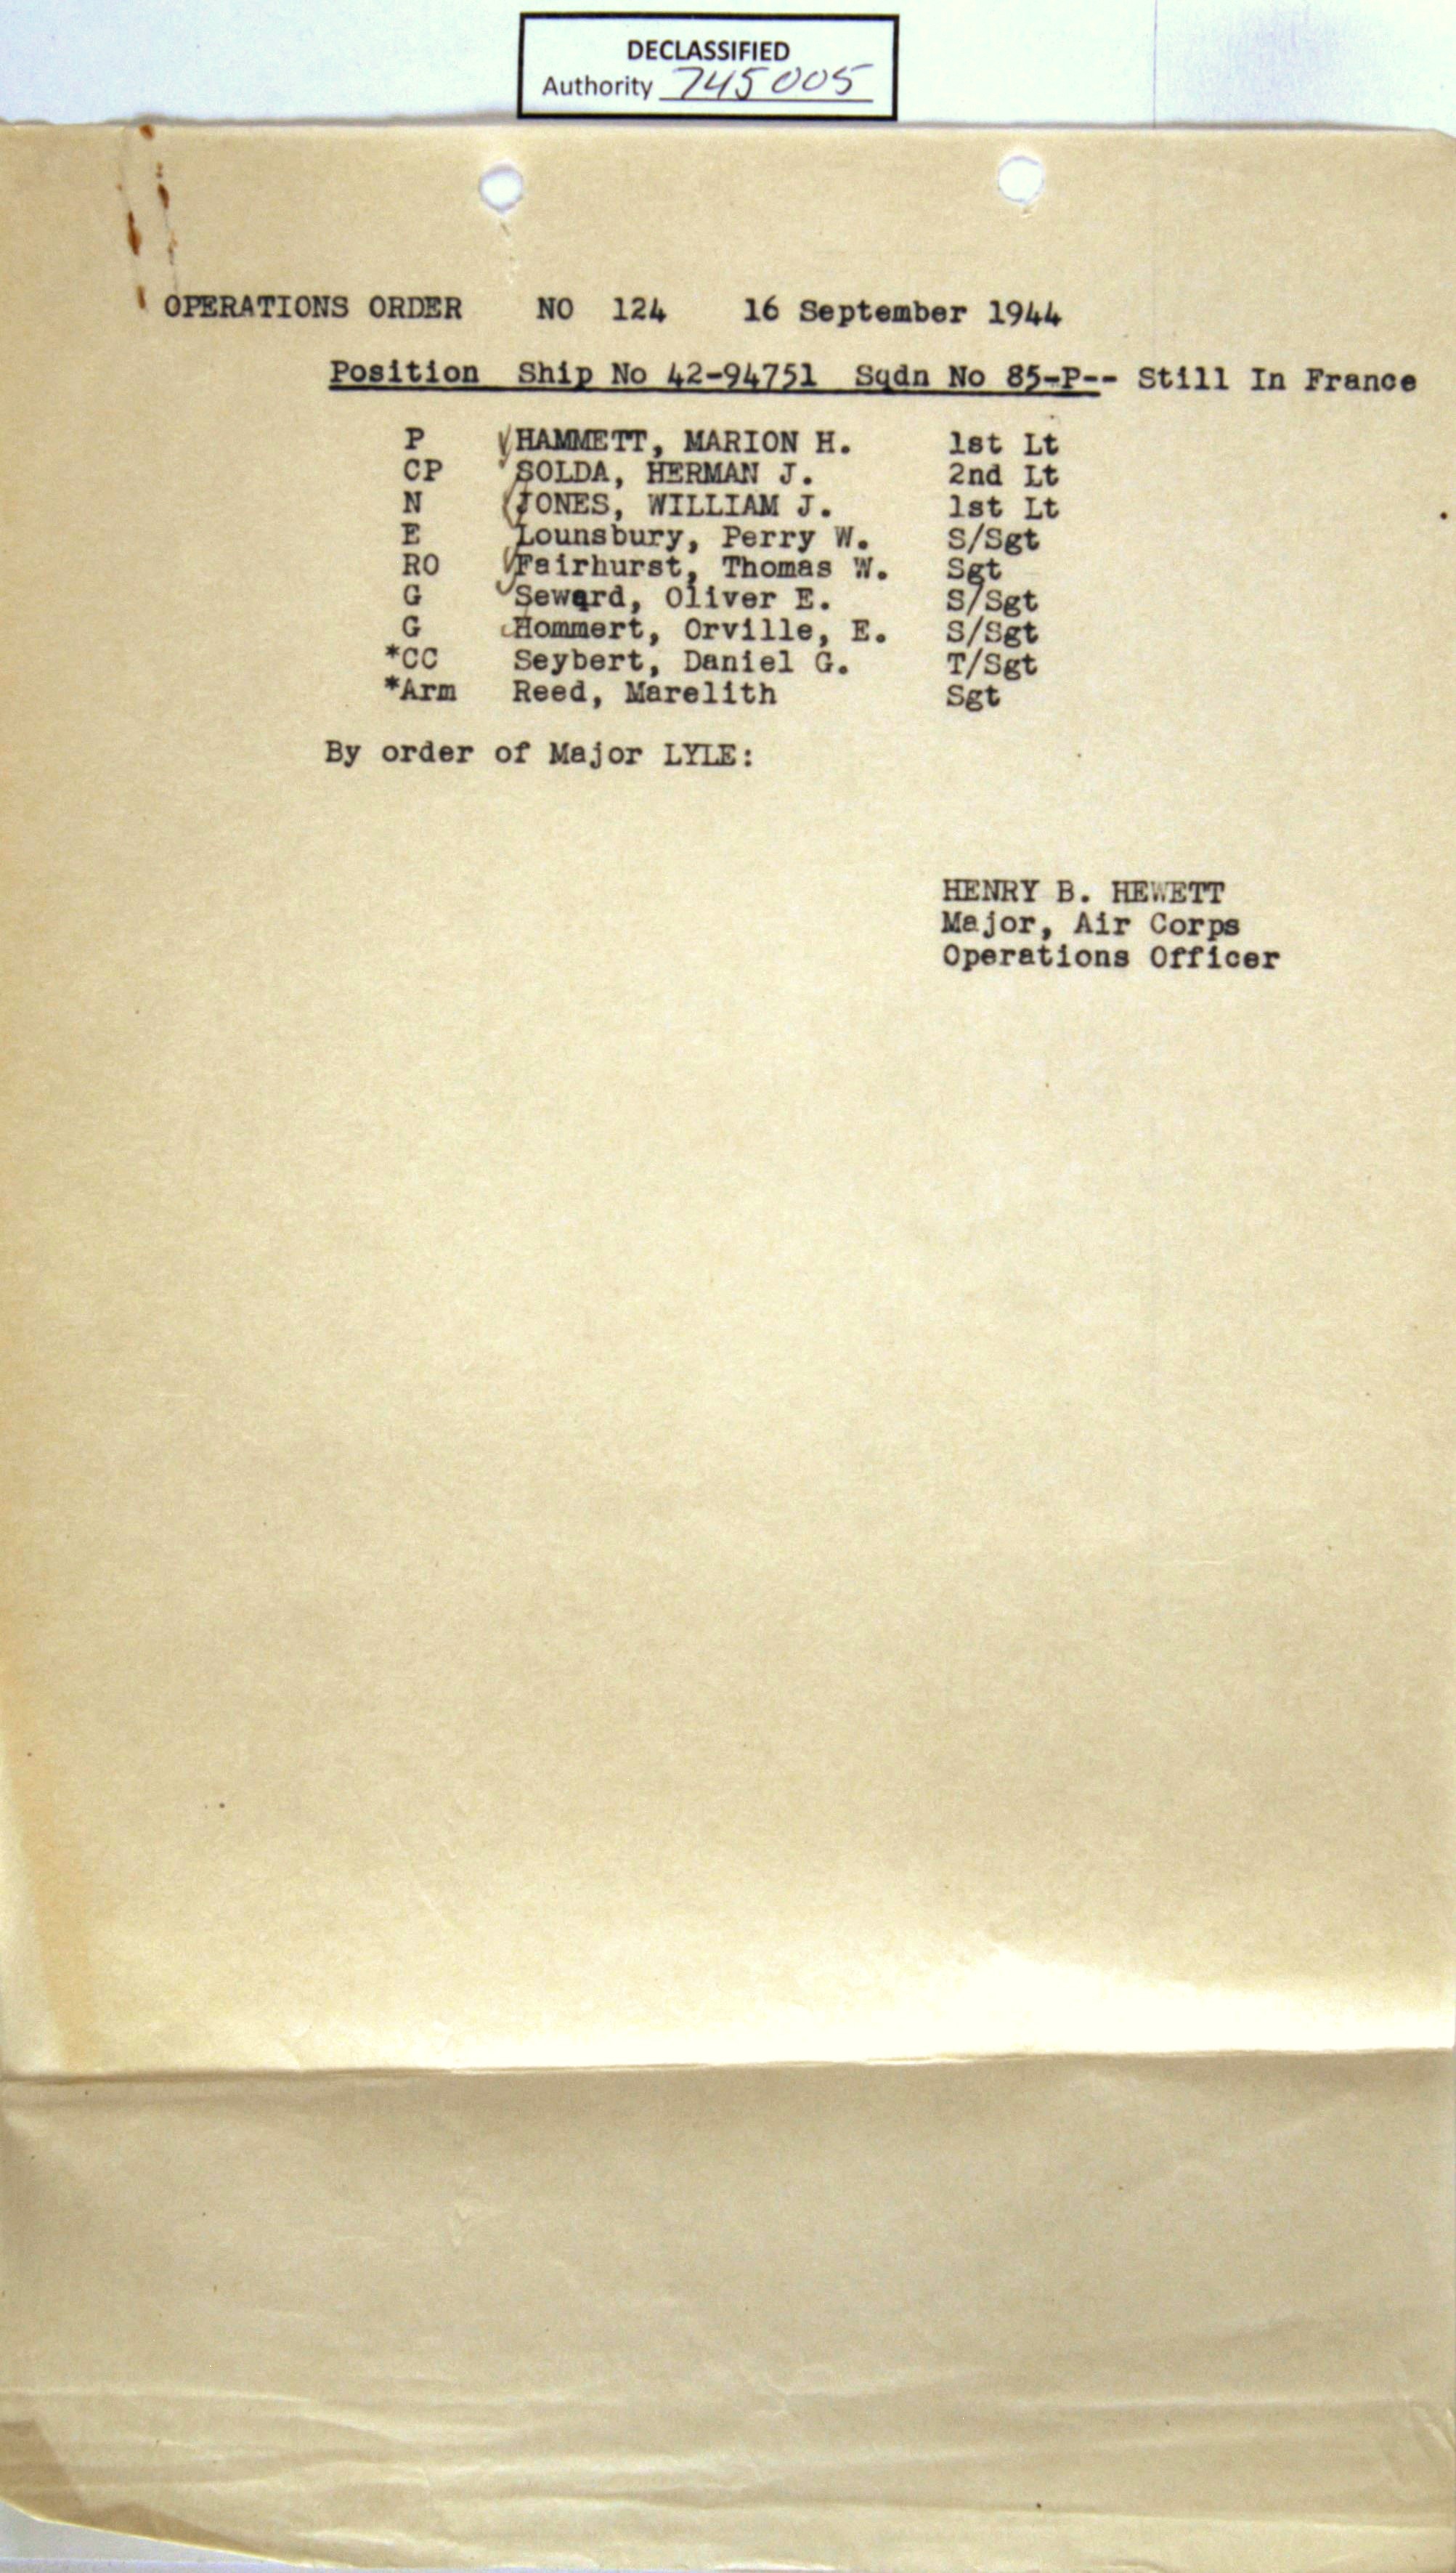 DECLASSIFIED
Authority 745005
OPERATIONS ORDER NO 124 16 September 1944
Position Ship No 42-94751 Sqdn No 85-P-- Still In France
P HAMMETT, MARION H. 1st Lt
CP SOLDA, HERMAN J. 2nd Lt
N JONES, WILLIAM J. 1st Lt
E Lounsbury, Perry W. S/Sgt
RO Fairhurst, Thomas W. Sgt
G Seward, Oliver E. S/Sgt
G Hommert, Orville, E. S/Sgt
*CC Seybert, Daniel G. T/Sgt
*Arm Reed, Marelith Sgt
By order of Major LYLE:
HENRY B. HEWETT
Major, Air Corps
Operations Officer